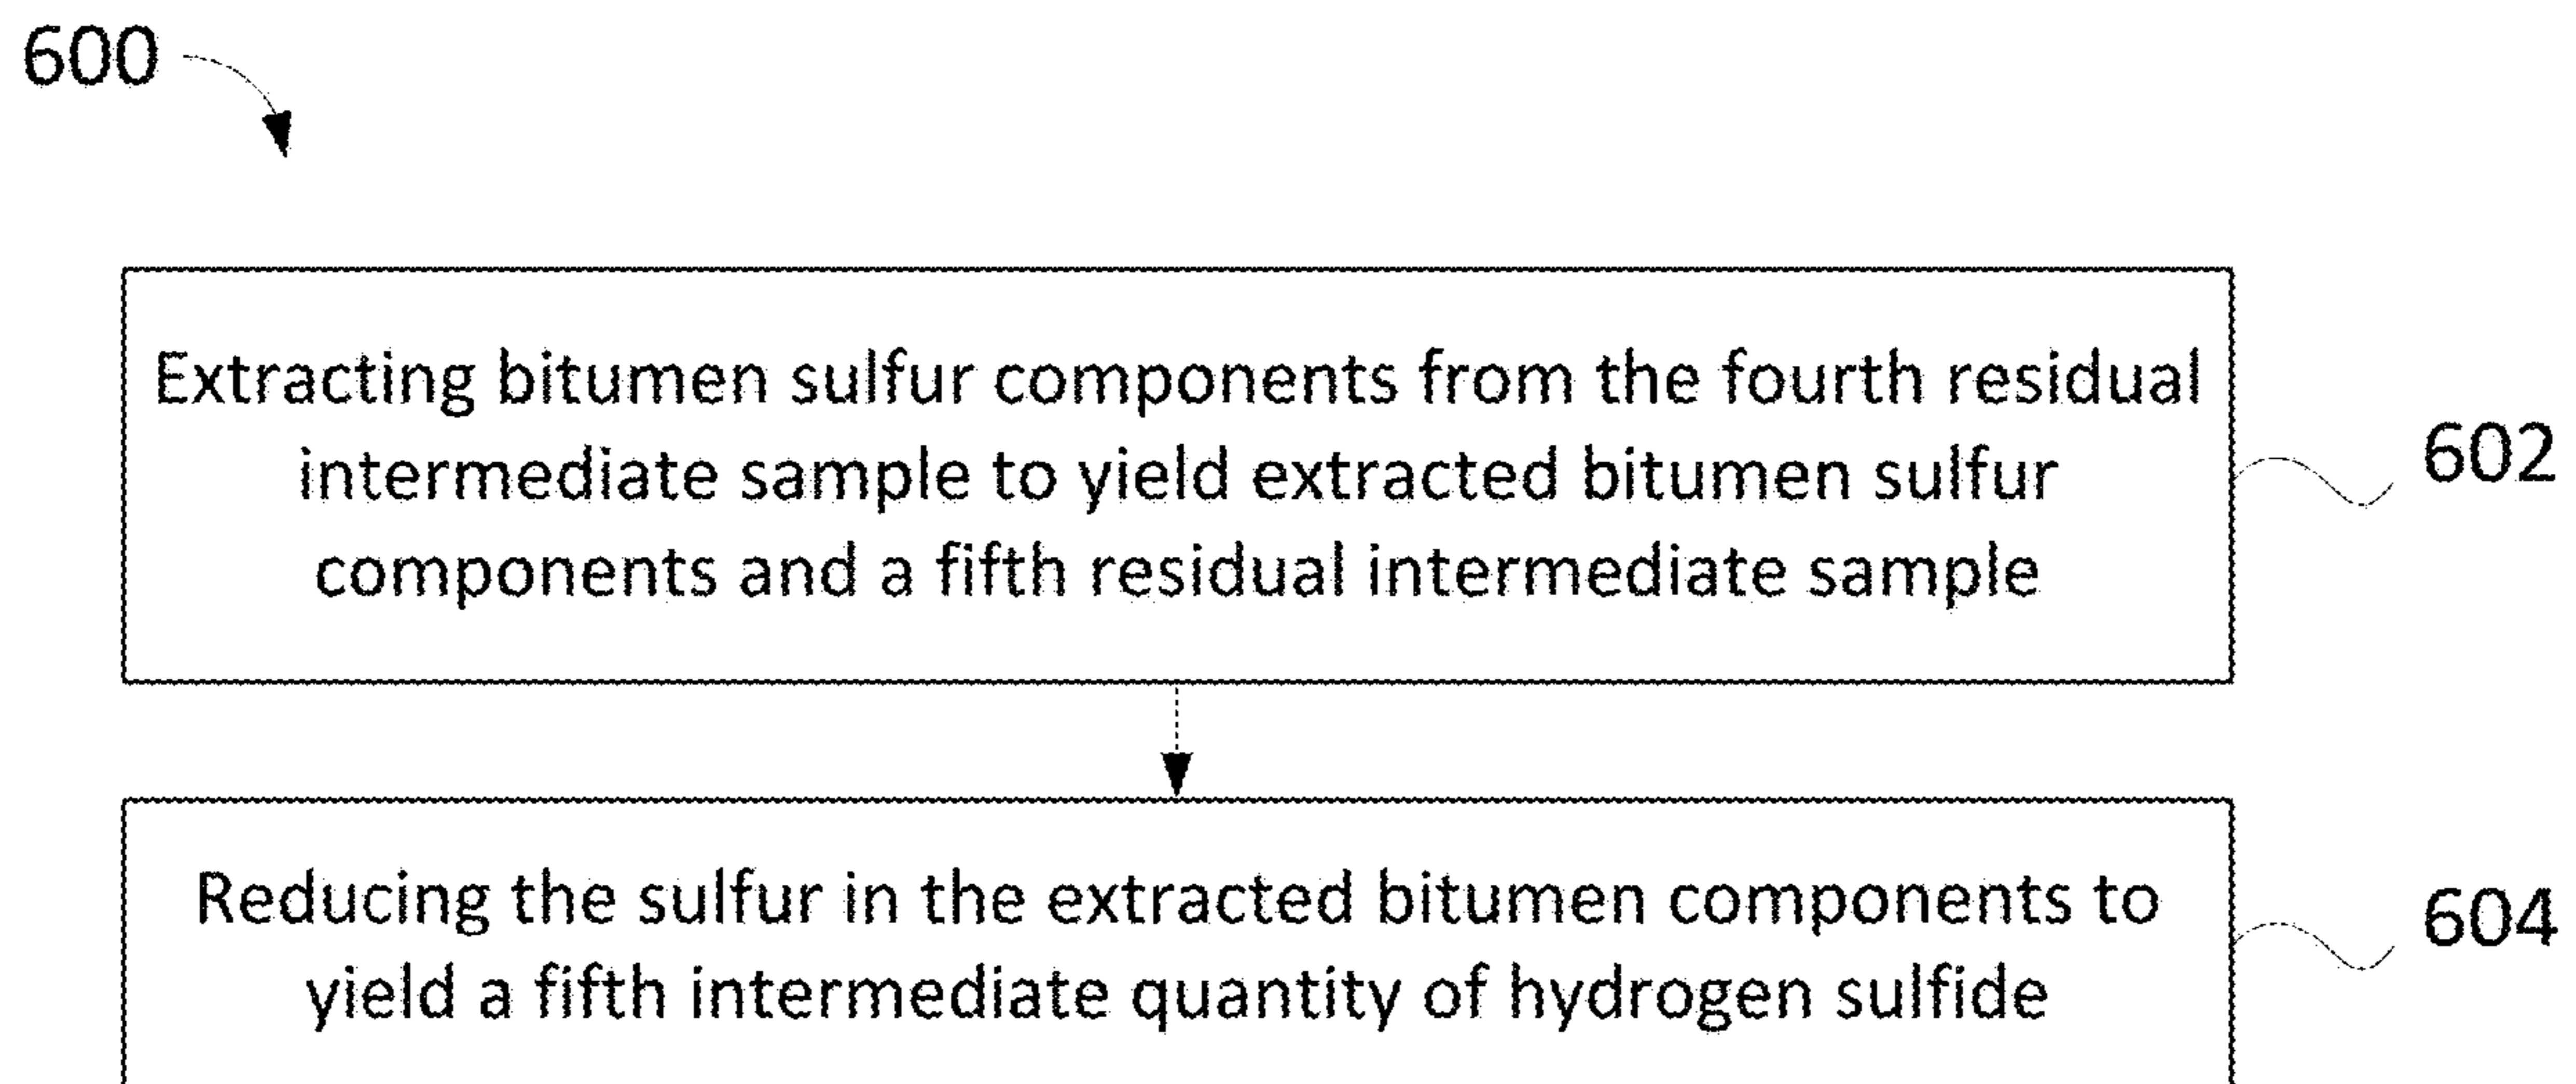 600
Extracting bitumen sulfur components from the fourth residual
intermediate sample to yield extracted bitumen sulfur
components and a fifth residual intermediate sample
602
Reducing the sulfur in the extracted bitumen components to
yield a fifth intermediate quantity of hydrogen sulfide
604